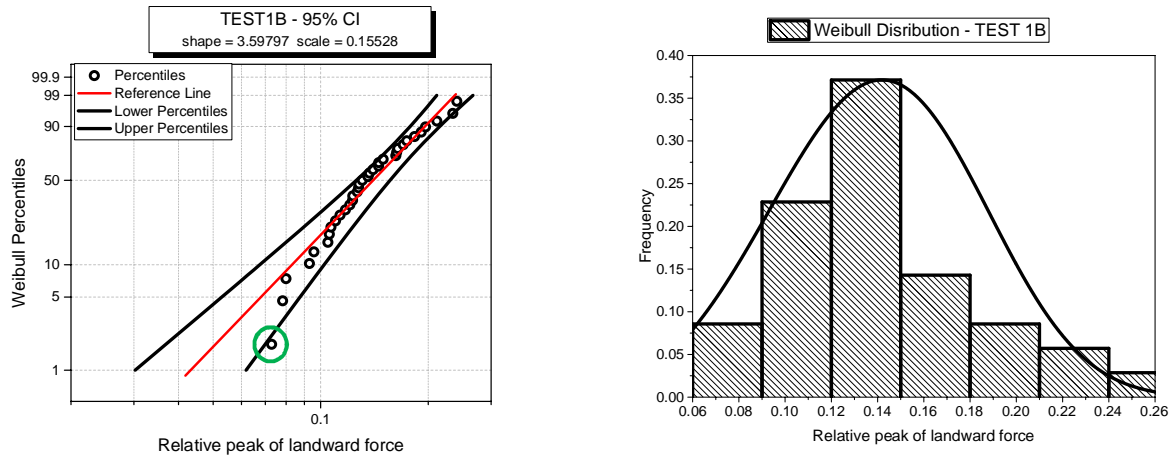 TEST1B - 95% CI
shape = 3.59797 scale = 0.15528
Percentiles
Reference Line
Lower Percentiles
Upper Percentiles
99.9
99
90
50
10
5
1
Weibull Percentiles
0.1
Relative peak of landward force
Weibull Disribution - TEST 1B
0.40
0.35
0.30
0.25
0.20
0.15
0.10
0.05
0.00
Frequency
0.06 0.08 0.10 0.12 0.14 0.16 0.18 0.20 0.22 0.24 0.26
Relative peak of landward force